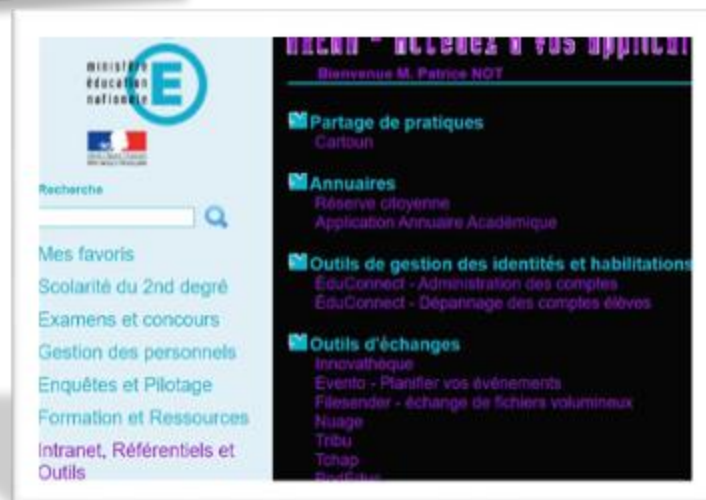 ministère
éducation
nationale
E
Recherche
Mes favoris
Scolarité du 2nd degré
Examens et concours
Gestion des personnels
Enquêtes et Pilotage
Formation et Ressources
Intranet, Référentiels et
Outils
Accédez à vos
Bienvenue M. Patrice NOT
Partage de pratiques
Cartoun
Annuaires
Réserve citoyenne
Application Annuaire Académique
Outils de gestion des identités et habilitations
ÉduConnect - Administration des comptes
ÉduConnect - Dépannage des comptes élèves
Outils d'échanges
Innovathèque
Evento - Planifier vos événements
Filesender - échange de fichiers volumineux
Nuage
Tribu
Tchap